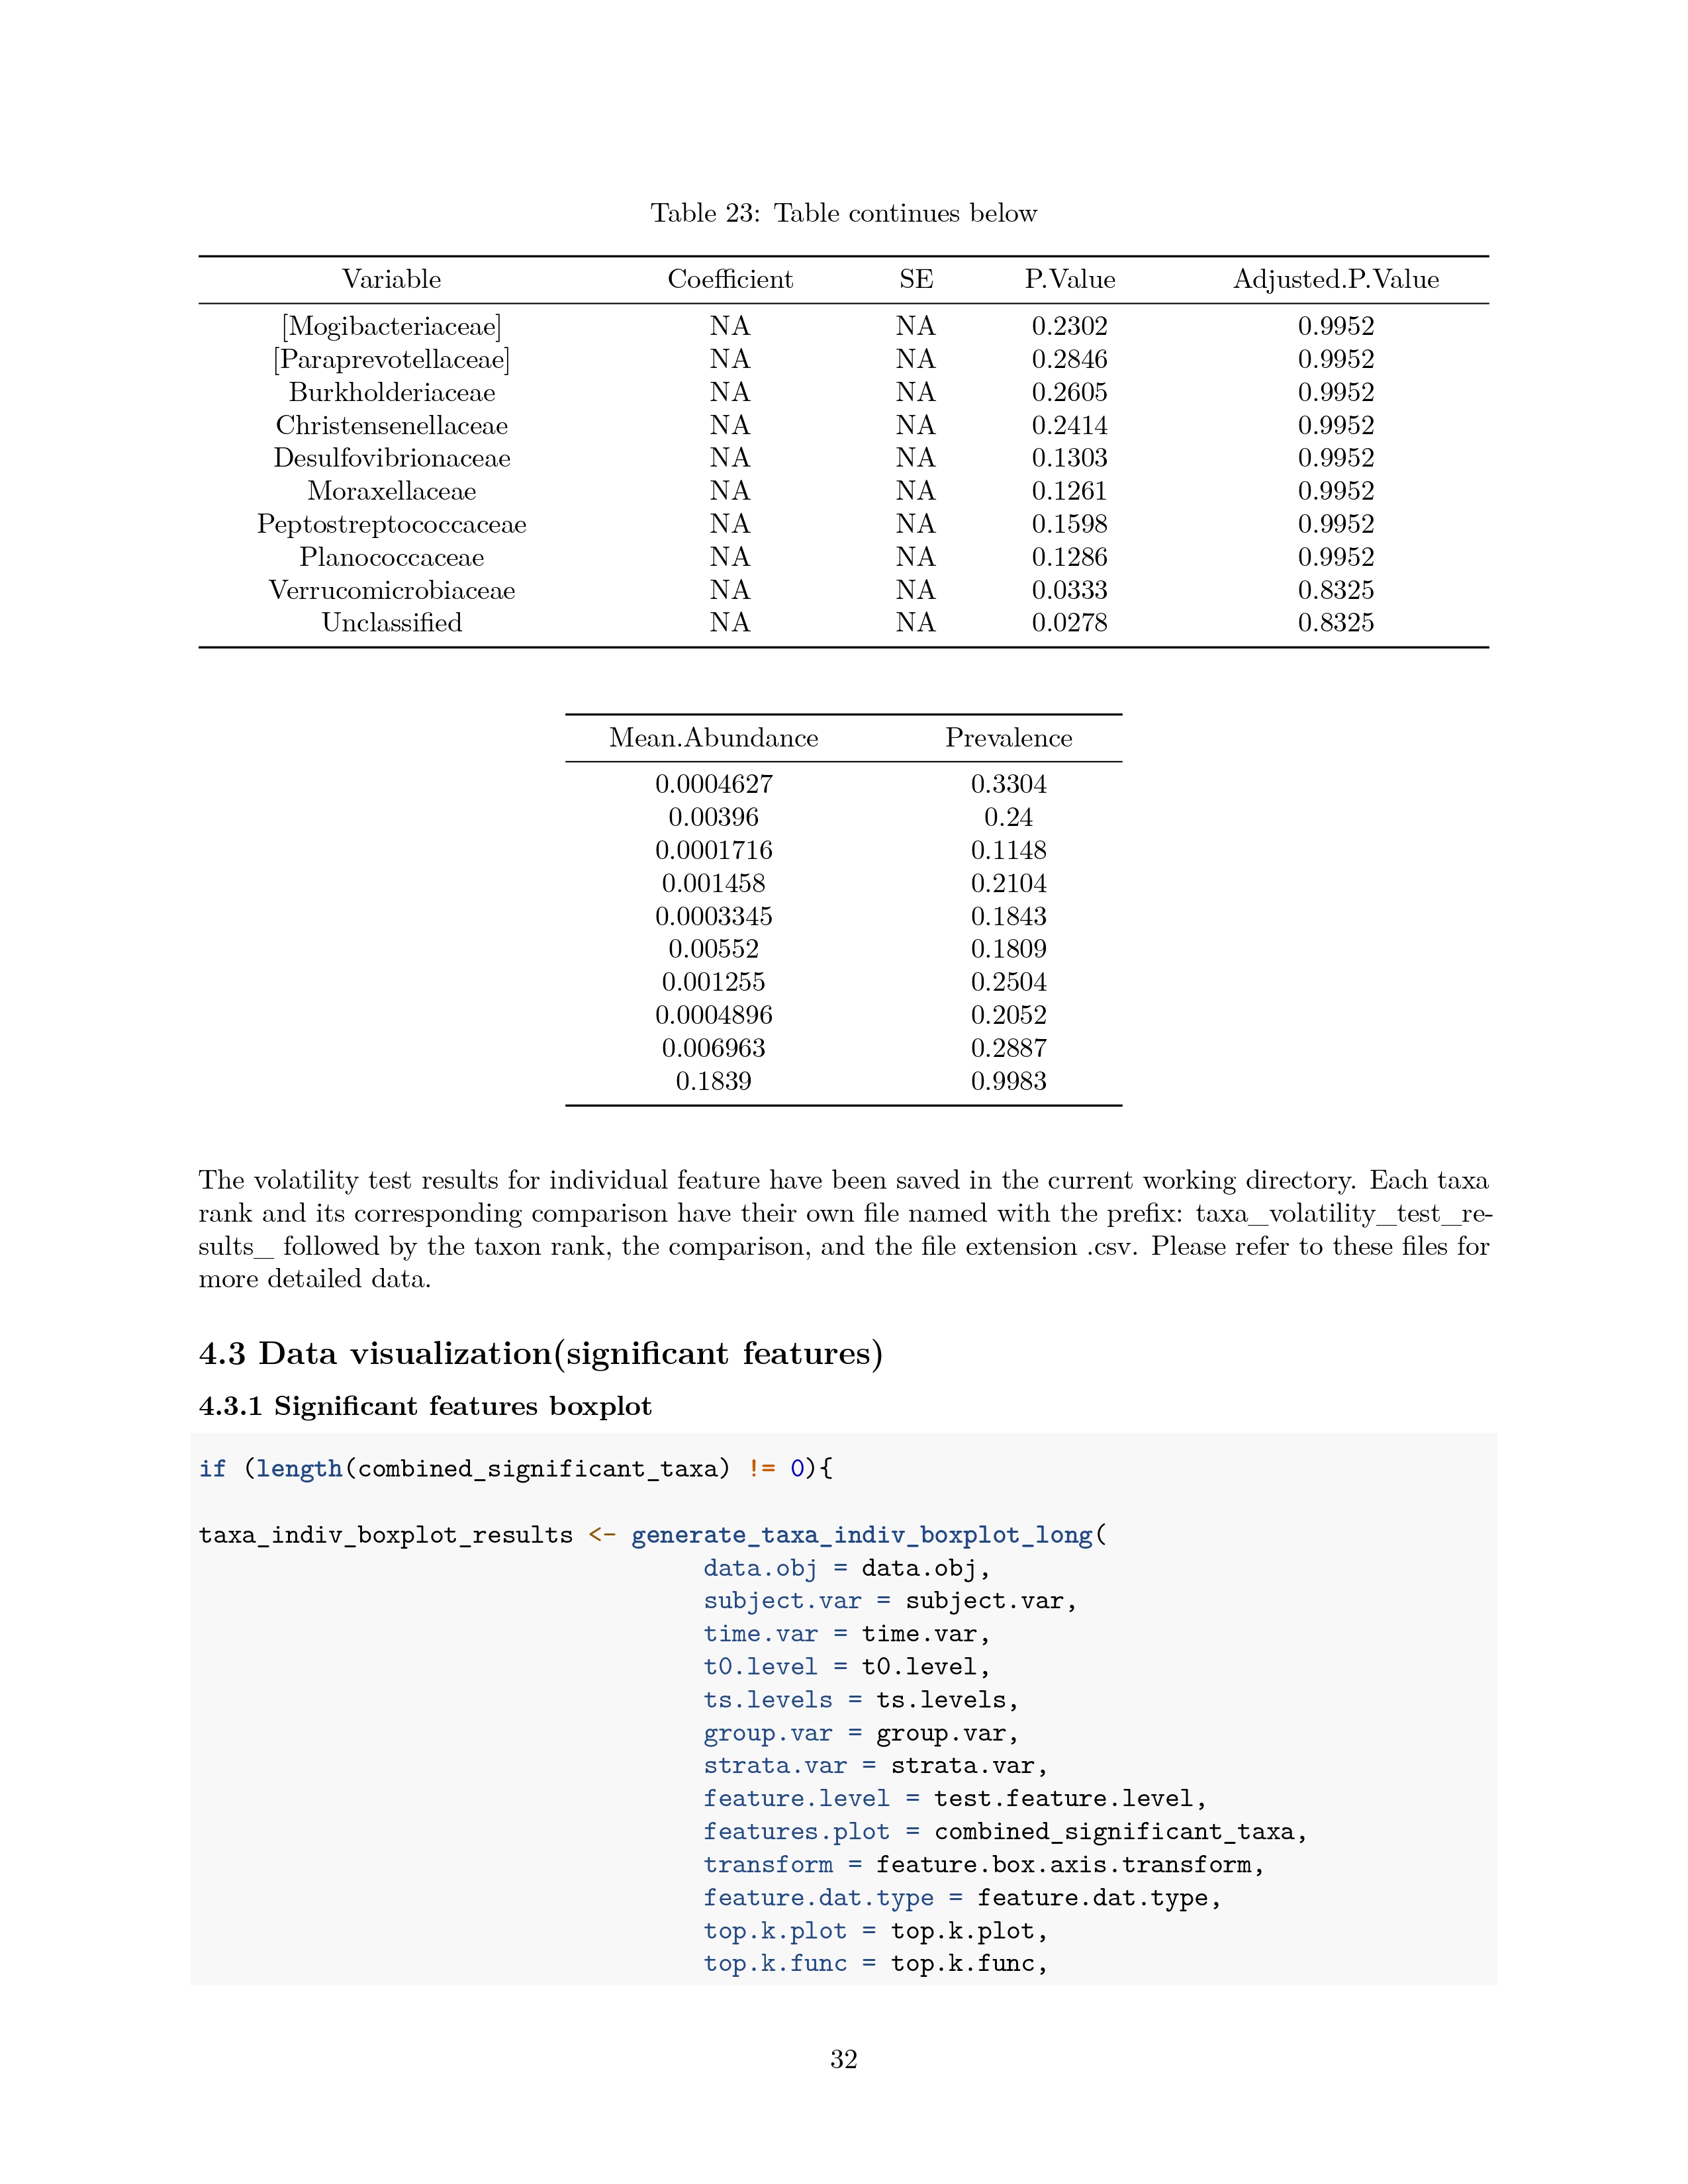 Table 23: Table continues below
Variable Coefficient SE P.Value Adjusted.P.Value
[Mogibacteriaceae] NA NA 0.2302 0.9952
[Paraprevotellaceae] NA NA 0.2846 0.9952
Burkholderiaceae NA NA 0.2605 0.9952
Christensenellaceae NA NA 0.2414 0.9952
Desulfovibrionaceae NA NA 0.1303 0.9952
Moraxellaceae NA NA 0.1261 0.9952
Peptostreptococcaceae NA NA 0.1598 0.9952
Planococcaceae NA NA 0.1286 0.9952
Verrucomicrobiaceae NA NA 0.0333 0.8325
Unclassified NA NA 0.0278 0.8325
Mean.Abundance Prevalence
0.0004627 0.3304
0.00396 0.24
0.0001716 0.1148
0.001458 0.2104
0.0003345 0.1843
0.00552 0.1809
0.001255 0.2504
0.0004896 0.2052
0.006963 0.2887
0.1839 0.9983
The volatility test results for individual feature have been saved in the current working directory. Each taxa
rank and its corresponding comparison have their own file named with the prefix: taxa_volatility_test_re-
sults_ followed by the taxon rank, the comparison, and the file extension .csv. Please refer to these files for
more detailed data.
4.3 Data visualization(significant features)
4.3.1 Significant features boxplot
if (length(combined_significant_taxa) != 0){
taxa_indiv_boxplot_results <- generate_taxa_indiv_boxplot_long(
data.obj = data.obj,
subject.var = subject.var,
time.var = time.var,
t0.level = t0.level,
ts.levels = ts.levels,
group.var = group.var,
strata.var = strata.var,
feature.level = test.feature.level,
features.plot = combined_significant_taxa,
transform = feature.box.axis.transform,
feature.dat.type = feature.dat.type,
top.k.plot = top.k.plot,
top.k.func = top.k.func,
32